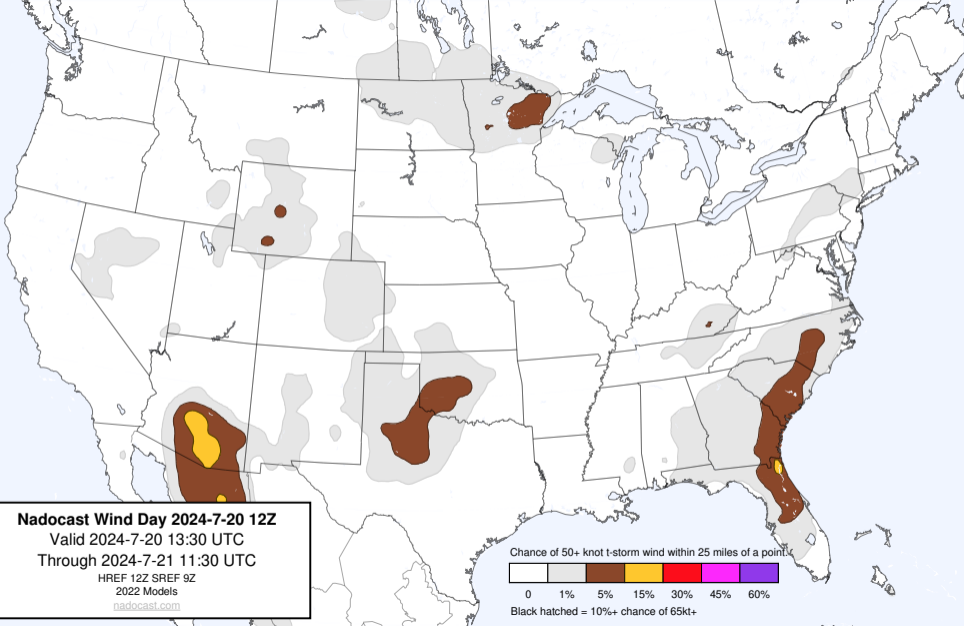 Nadocast Wind Day 2024-7-20 12Z
Valid 2024-7-20 13:30 UTC
Through 2024-7-21 11:30 UTC
HREF 12Z SREF 9Z
2022 Models
nadocast.com
Chance of 50+ knot t-storm wind within 25 miles of a point.
0 1% 5% 15% 30% 45% 60%
Black hatched = 10%+ chance of 65kt+